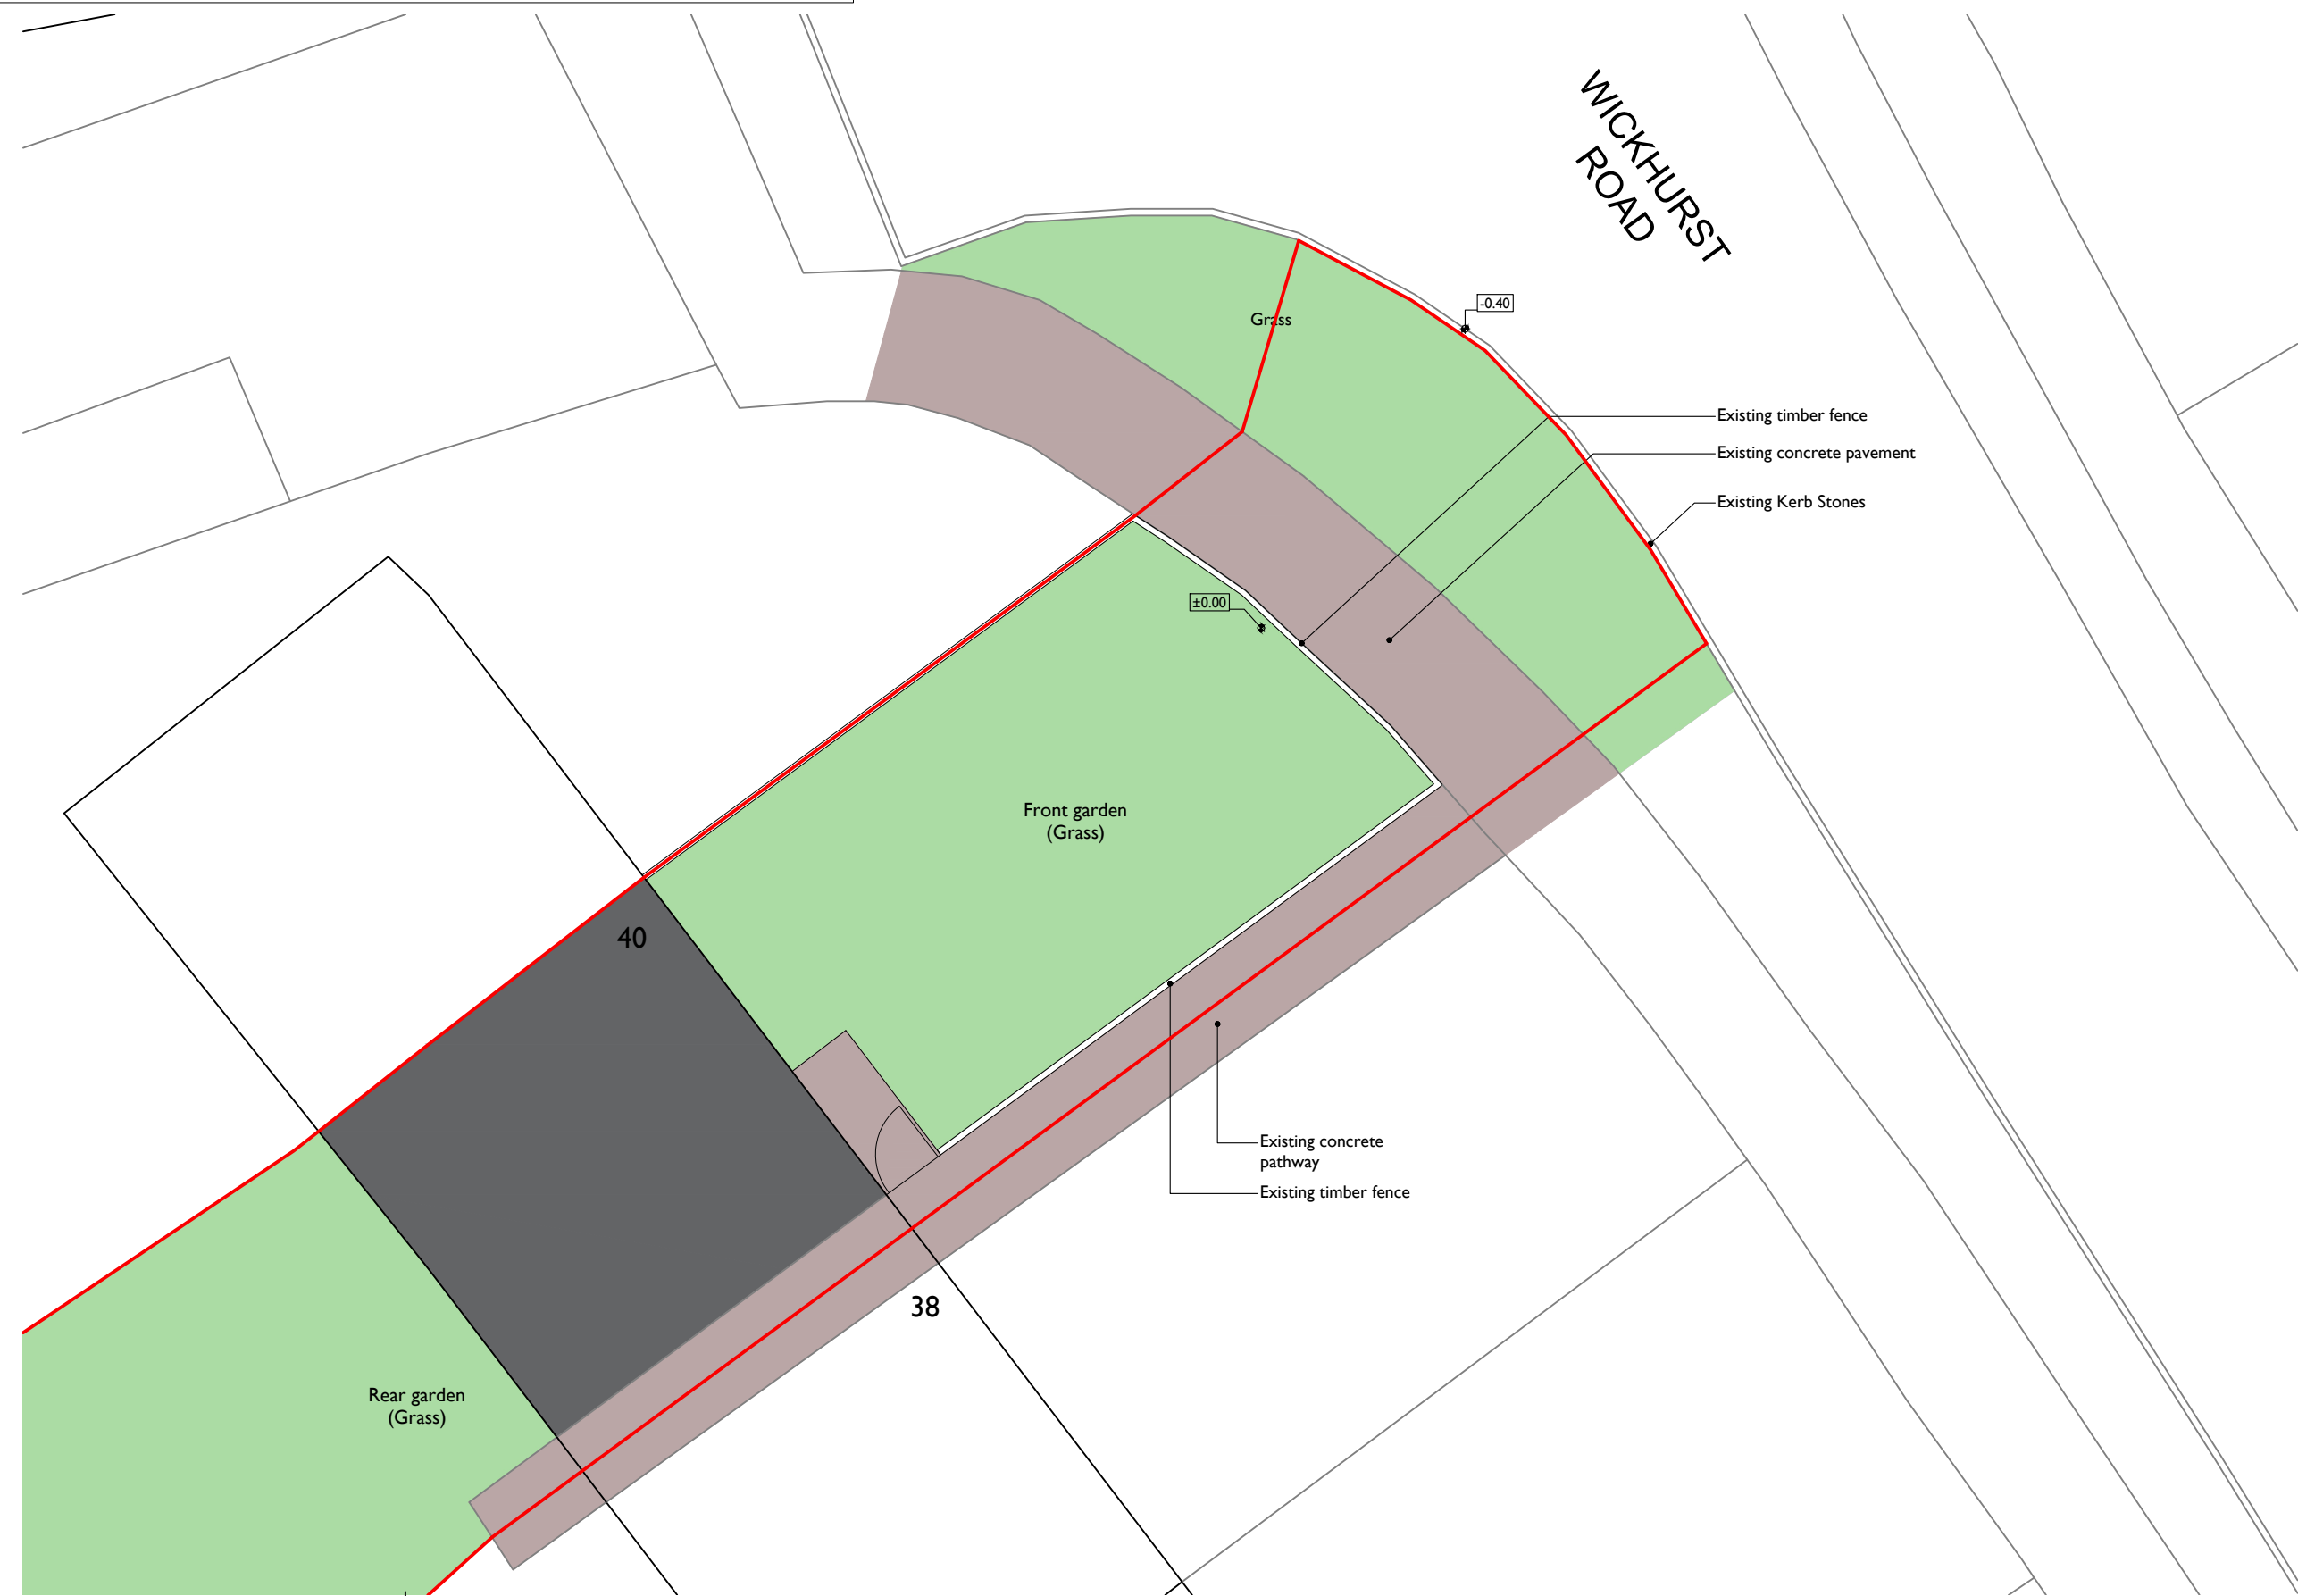 WICKHURST
ROAD
-0.40
Grass
Existing timber fence
Existing concrete pavement
Existing Kerb Stones
±0.00
Front garden
(Grass)
40
Existing concrete
pathway
Existing timber fence
38
Rear garden
(Grass)